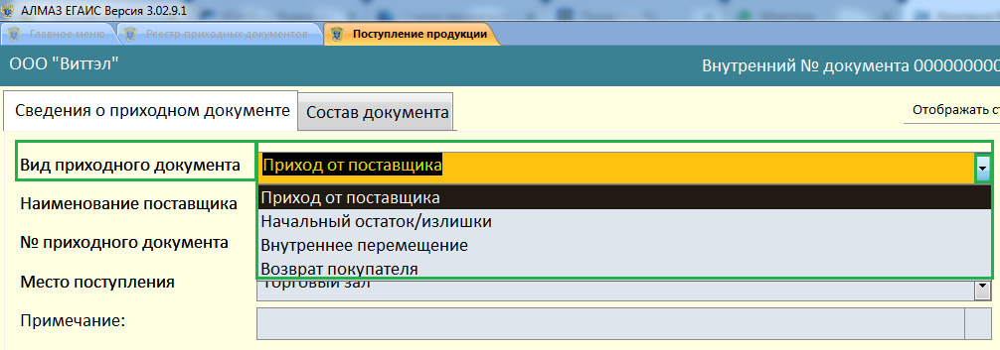 АЛМАЗ ЕГАИС Версия 3.02.9.1
Главное меню Реестр приходных документов Поступление продукции
ООО "Виттэл" Внутренний № документа 000000000
Сведения о приходном документе Состав документа Отображать ст
Вид приходного документа Приход от поставщика
Приход от поставщика
Наименование поставщика
Начальный остаток/излишки
№ приходного документа Внутреннее перемещение
Возврат покупателя
Место поступления Торговый зал
Примечание: